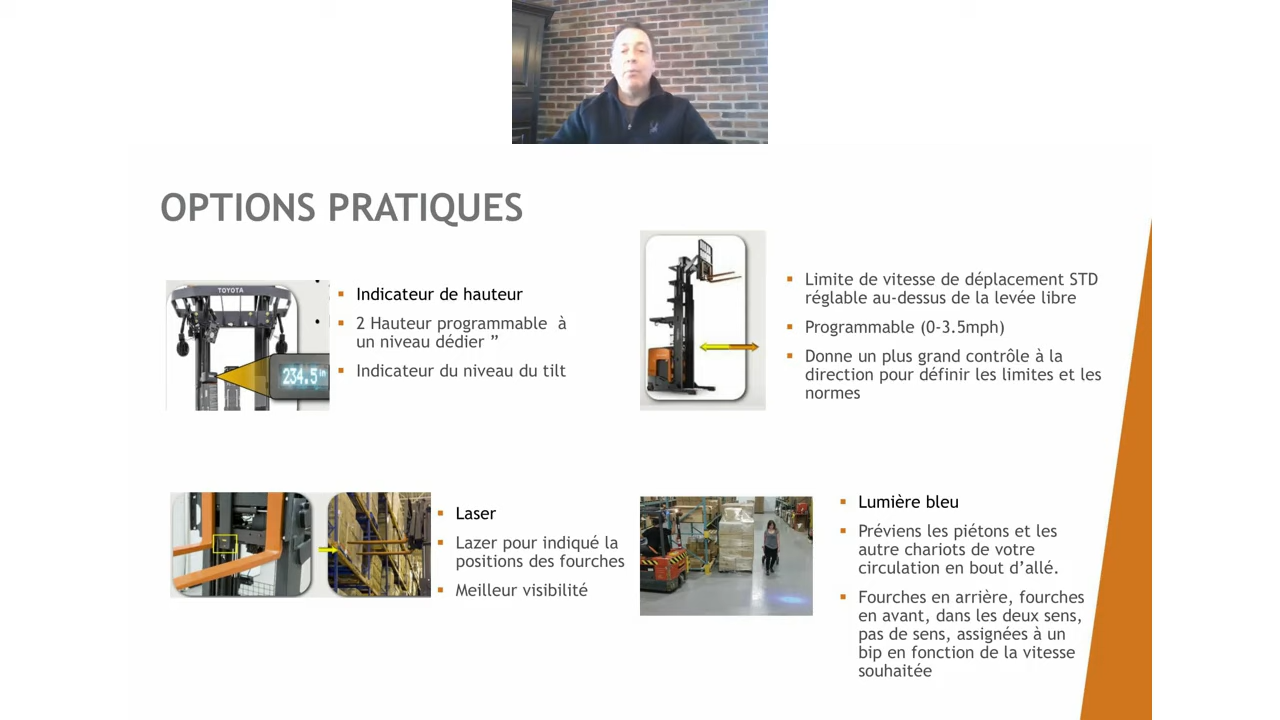 OPTIONS PRATIQUES
TOYOTA
234.5 in
Indicateur de hauteur
2 Hauteur programmable à
un niveau dédier ”
Indicateur du niveau du tilt
Limite de vitesse de déplacement STD
réglable au-dessus de la levée libre
Programmable (0-3.5mph)
Donne un plus grand contrôle à la
direction pour définir les limites et les
normes
Laser
Lazer pour indiqué la
positions des fourches
Meilleur visibilité
Lumière bleu
Préviens les piétons et les
autre chariots de votre
circulation en bout d’allé.
Fourches en arrière, fourches
en avant, dans les deux sens,
pas de sens, assignées à un
bip en fonction de la vitesse
souhaitée